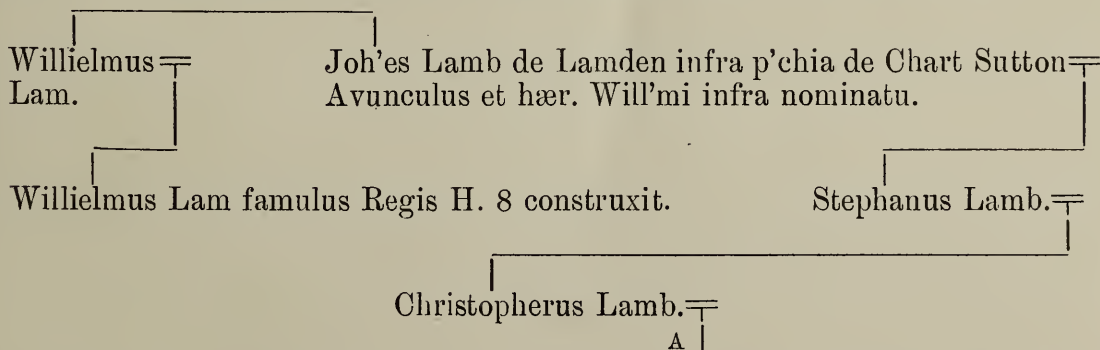 Willielmus Joh'es Lamb de Lamden infra p'chia de Chart Sutton
Lam. Avunculus et hær. Will'mi infra nominatu.
Willielmus Lam famulus Regis H. 8 construxit. Stephanus Lamb.
Christopherus Lamb.
A